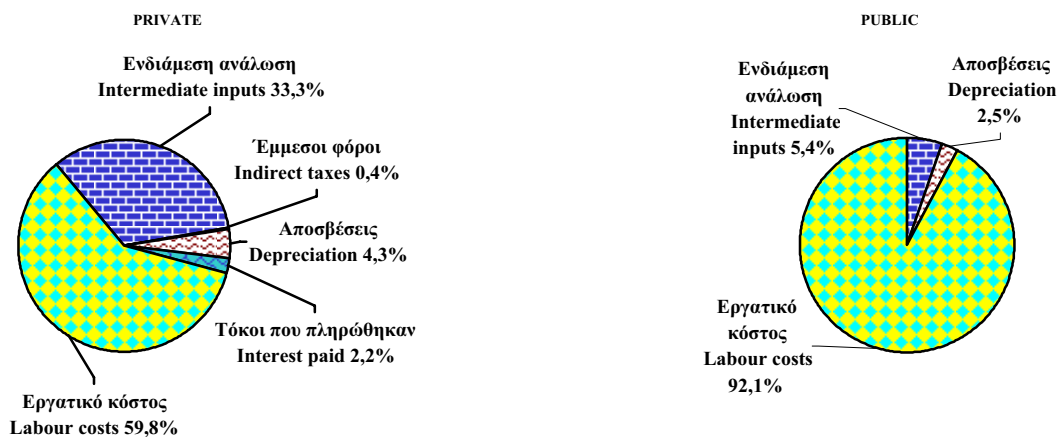 PRIVATE
Ενδιάμεση ανάλωση
Intermediate inputs 33,3%
Έμμεσοι φόροι
Indirect taxes 0,4%
Αποσβέσεις
Depreciation 4,3%
Τόκοι που πληρώθηκαν
Interest paid 2,2%
Εργατικό κόστος
Labour costs 59,8%
PUBLIC
Ενδιάμεση
ανάλωση
Intermediate
inputs 5,4%
Αποσβέσεις
Depreciation
2,5%
Εργατικό
κόστος
Labour costs
92,1%